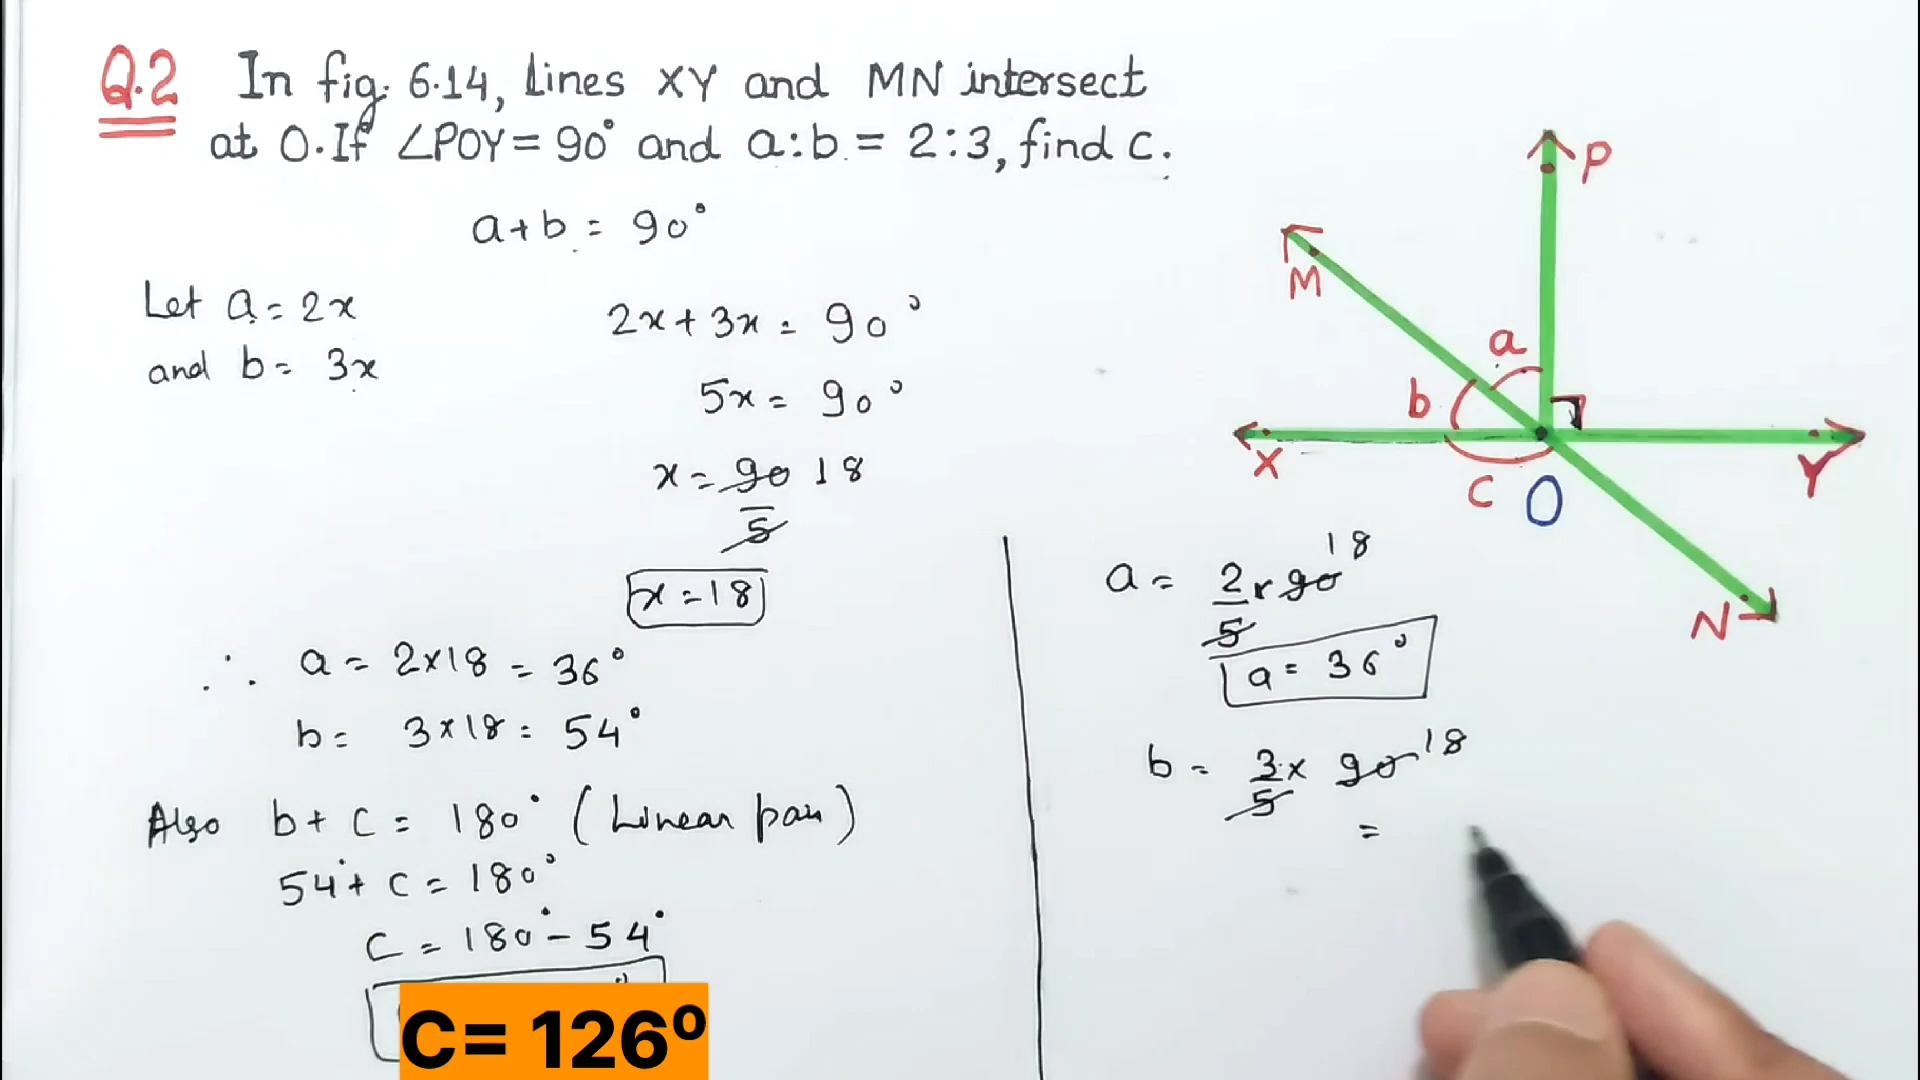 Q.2 In fig. 6.14, Lines XY and MN intersect
at O. If ∠POY = 90° and a:b = 2:3, find c.
a+b = 90°
Let a = 2x
and b = 3x
2x + 3x = 90°
5x = 90°
x = 90 18
5
x = 18
∴ a = 2×18 = 36°
b = 3×18 = 54°
Also b + c = 180° (Linear pair)
54° + c = 180°
c = 180° - 54°
C= 126⁰
P
M
a
b
X
C
O
Y
N
a = 2/5 × 90 18
a = 36°
b = 3/5 × 90 18
=